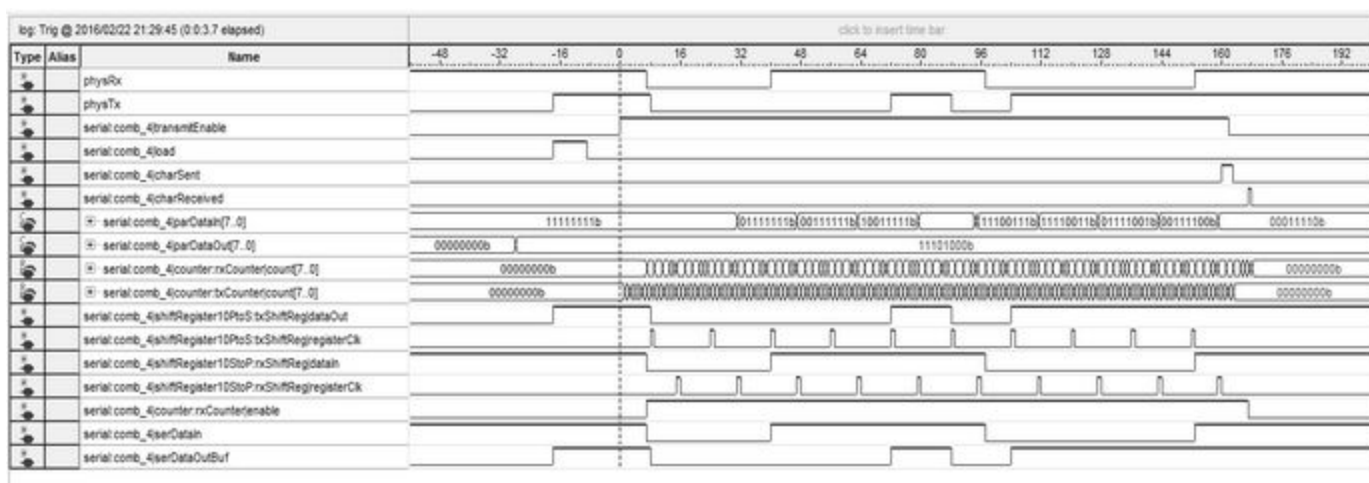 log: Trig @ 2016/02/22 21:29:45 (0:0:3.7 elapsed) click to insert time bar
Type Alias Name -48 -32 -16 0 16 32 48 64 80 96 112 128 144 160 176 192
physRx
physTx
serial:comb_4|transmitEnable
serial:comb_4|load
serial:comb_4|charSent
serial:comb_4|charReceived
serial:comb_4|parDataIn[7..0] 11111111b 01111111b 00111111b 10011111b 11100111b 11110011b 01111001b 00111100b 00011110b
serial:comb_4|parDataOut[7..0] 00000000b 11101000b
serial:comb_4|counter:rxCounter|count[7..0] 00000000b 00000000b
serial:comb_4|counter:txCounter|count[7..0] 00000000b 00000000b
serial:comb_4|shiftRegister10PtoS:txShiftReg|dataOut
serial:comb_4|shiftRegister10PtoS:txShiftReg|registerClk
serial:comb_4|shiftRegister10StoP:rxShiftReg|dataIn
serial:comb_4|shiftRegister10StoP:rxShiftReg|registerClk
serial:comb_4|counter:rxCounter|enable
serial:comb_4|serDataIn
serial:comb_4|serDataOutBuf